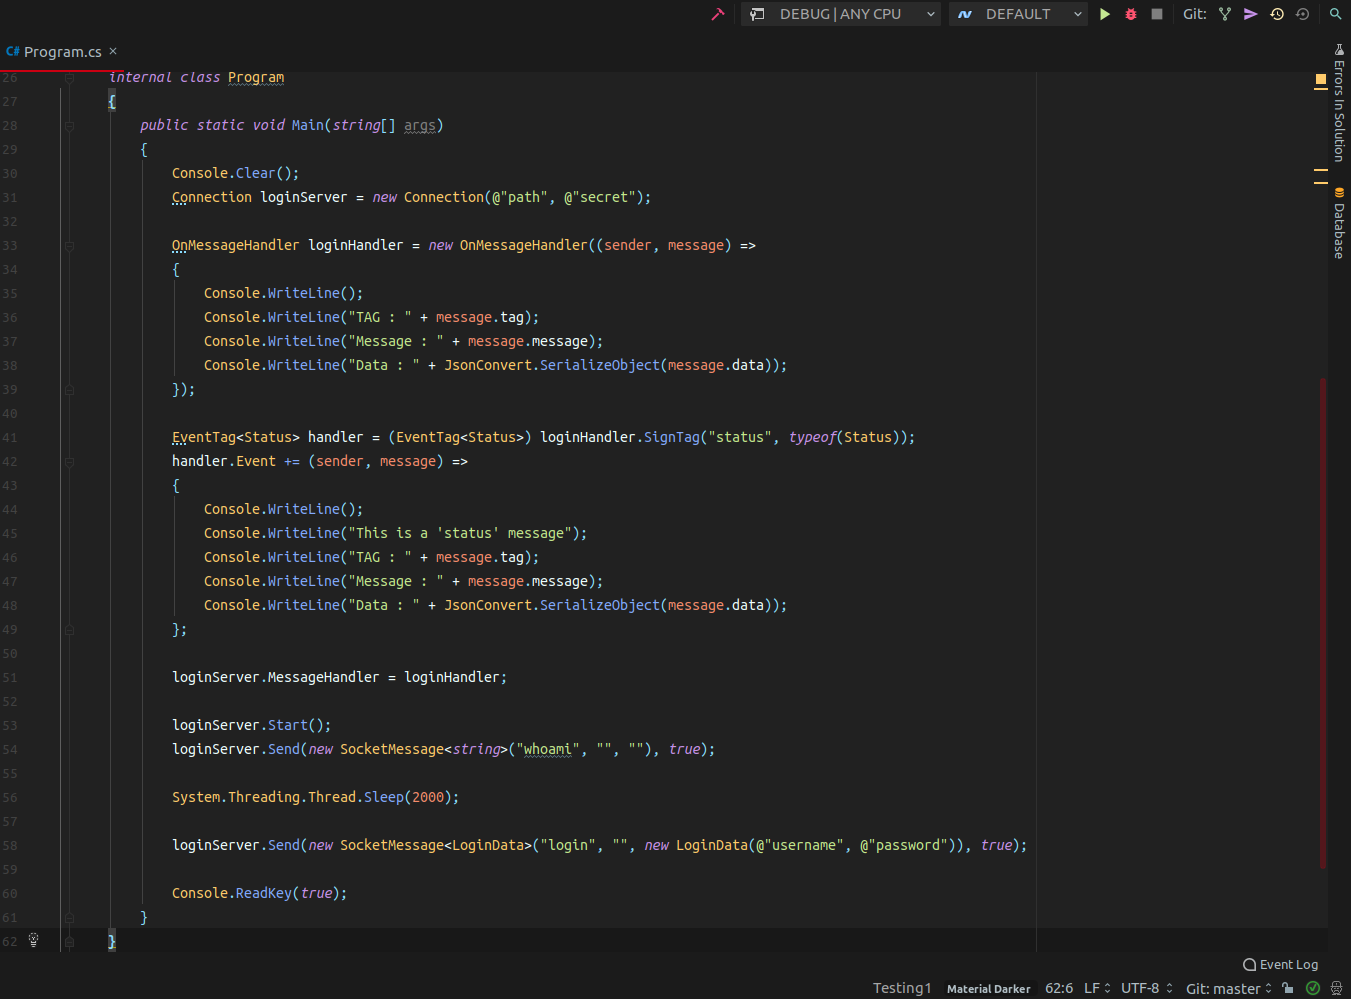 DEBUG | ANY CPU DEFAULT Git:
C# Program.cs ×
26 internal class Program
27 {
28 public static void Main(string[] args)
29 {
30 Console.Clear();
31 Connection loginServer = new Connection(@"path", @"secret");
32
33 OnMessageHandler loginHandler = new OnMessageHandler((sender, message) =>
34 {
35 Console.WriteLine();
36 Console.WriteLine("TAG : " + message.tag);
37 Console.WriteLine("Message : " + message.message);
38 Console.WriteLine("Data : " + JsonConvert.SerializeObject(message.data));
39 });
40
41 EventTag<Status> handler = (EventTag<Status>) loginHandler.SignTag("status", typeof(Status));
42 handler.Event += (sender, message) =>
43 {
44 Console.WriteLine();
45 Console.WriteLine("This is a 'status' message");
46 Console.WriteLine("TAG : " + message.tag);
47 Console.WriteLine("Message : " + message.message);
48 Console.WriteLine("Data : " + JsonConvert.SerializeObject(message.data));
49 };
50
51 loginServer.MessageHandler = loginHandler;
52
53 loginServer.Start();
54 loginServer.Send(new SocketMessage<string>("whoami", "", ""), true);
55
56 System.Threading.Thread.Sleep(2000);
57
58 loginServer.Send(new SocketMessage<LoginData>("login", "", new LoginData(@"username", @"password")), true);
59
60 Console.ReadKey(true);
61 }
62 }
Errors In Solution
Database
Event Log
Testing1 Material Darker 62:6 LF UTF-8 Git: master